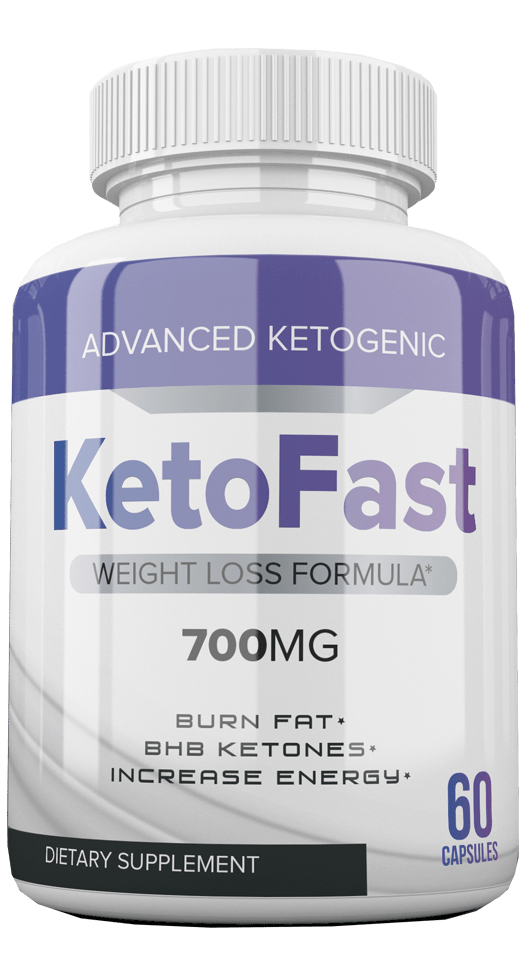 ADVANCED KETOGENIC
KetoFast
WEIGHT LOSS FORMULA*
700MG
BURN FAT*
BHB KETONES*
INCREASE ENERGY*
60
CAPSULES
DIETARY SUPPLEMENT